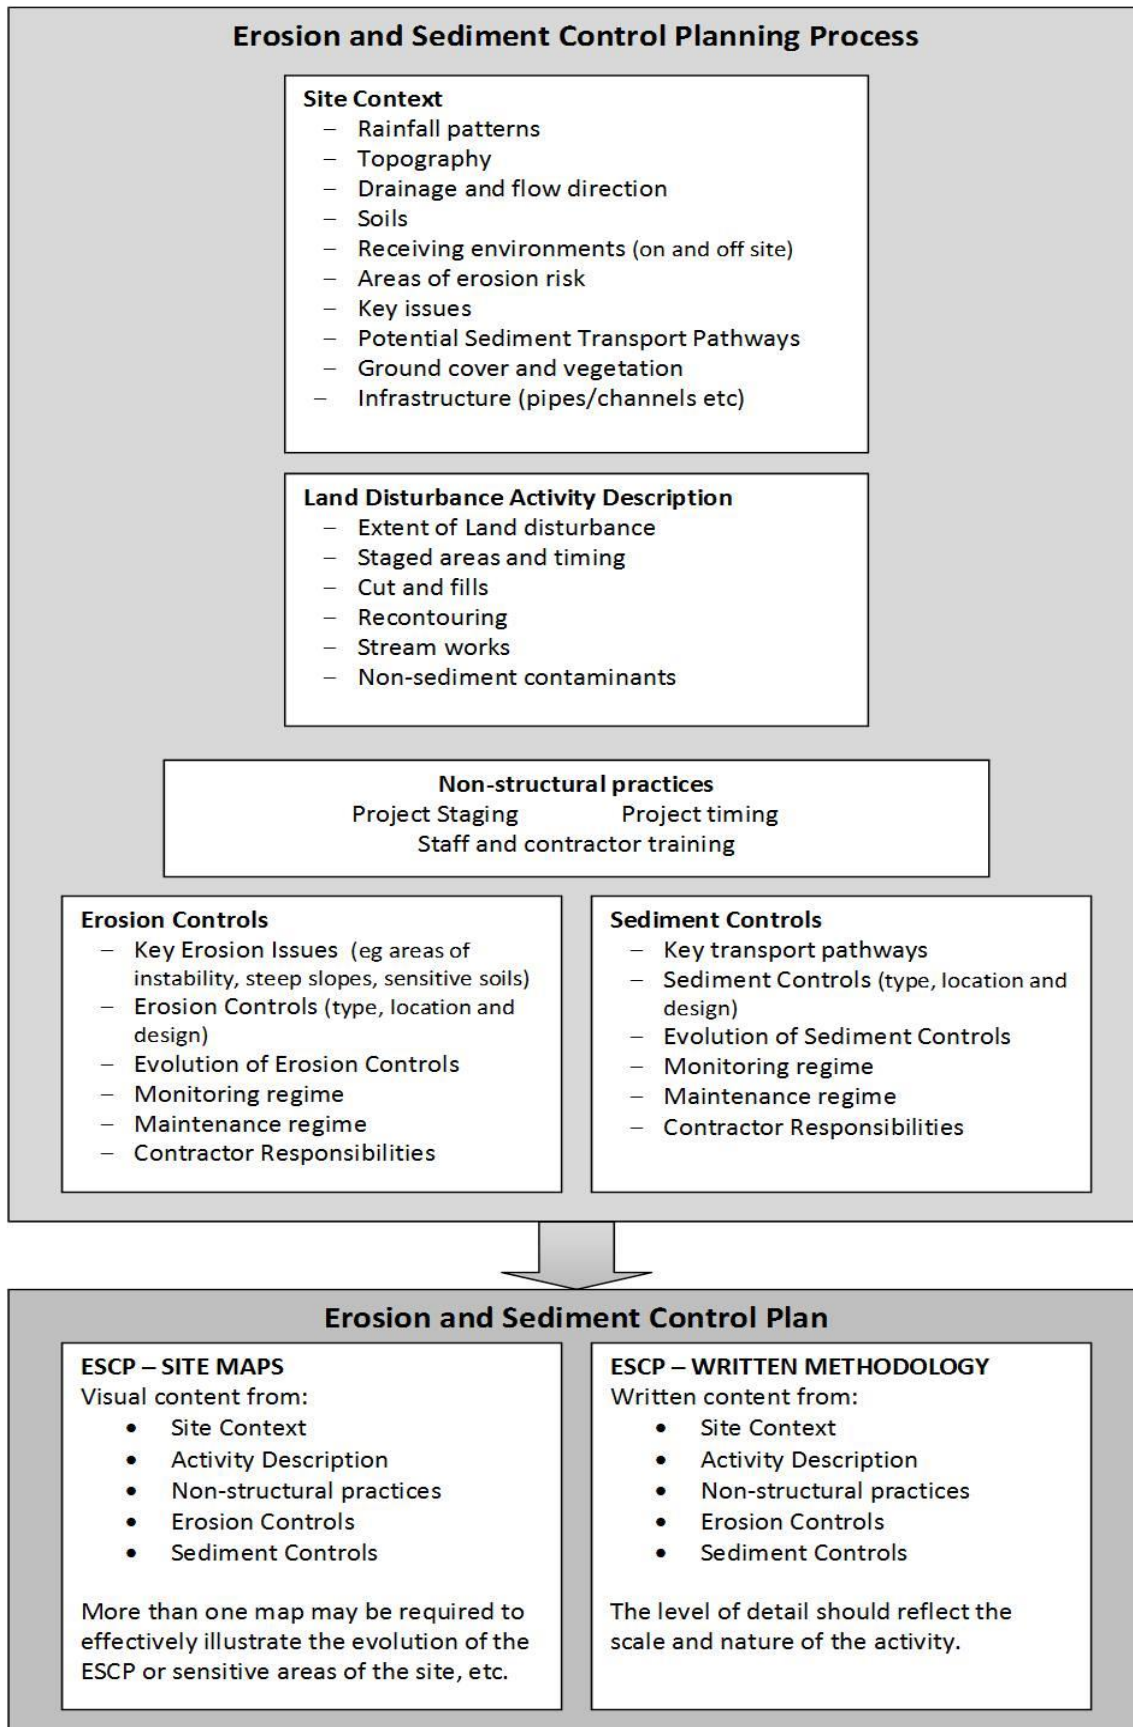 Erosion and Sediment Control Planning Process
Site Context
– Rainfall patterns
– Topography
– Drainage and flow direction
– Soils
– Receiving environments (on and off site)
– Areas of erosion risk
– Key issues
– Potential Sediment Transport Pathways
– Ground cover and vegetation
– Infrastructure (pipes/channels etc)
Land Disturbance Activity Description
– Extent of Land disturbance
– Staged areas and timing
– Cut and fills
– Recontouring
– Stream works
– Non-sediment contaminants
Non-structural practices
Project Staging Project timing
Staff and contractor training
Erosion Controls
– Key Erosion Issues (eg areas of
instability, steep slopes, sensitive soils)
– Erosion Controls (type, location and
design)
– Evolution of Erosion Controls
– Monitoring regime
– Maintenance regime
– Contractor Responsibilities
Sediment Controls
– Key transport pathways
– Sediment Controls (type, location and
design)
– Evolution of Sediment Controls
– Monitoring regime
– Maintenance regime
– Contractor Responsibilities
Erosion and Sediment Control Plan
ESCP – SITE MAPS
Visual content from:
• Site Context
• Activity Description
• Non-structural practices
• Erosion Controls
• Sediment Controls
More than one map may be required to
effectively illustrate the evolution of the
ESCP or sensitive areas of the site, etc.
ESCP – WRITTEN METHODOLOGY
Written content from:
• Site Context
• Activity Description
• Non-structural practices
• Erosion Controls
• Sediment Controls
The level of detail should reflect the
scale and nature of the activity.